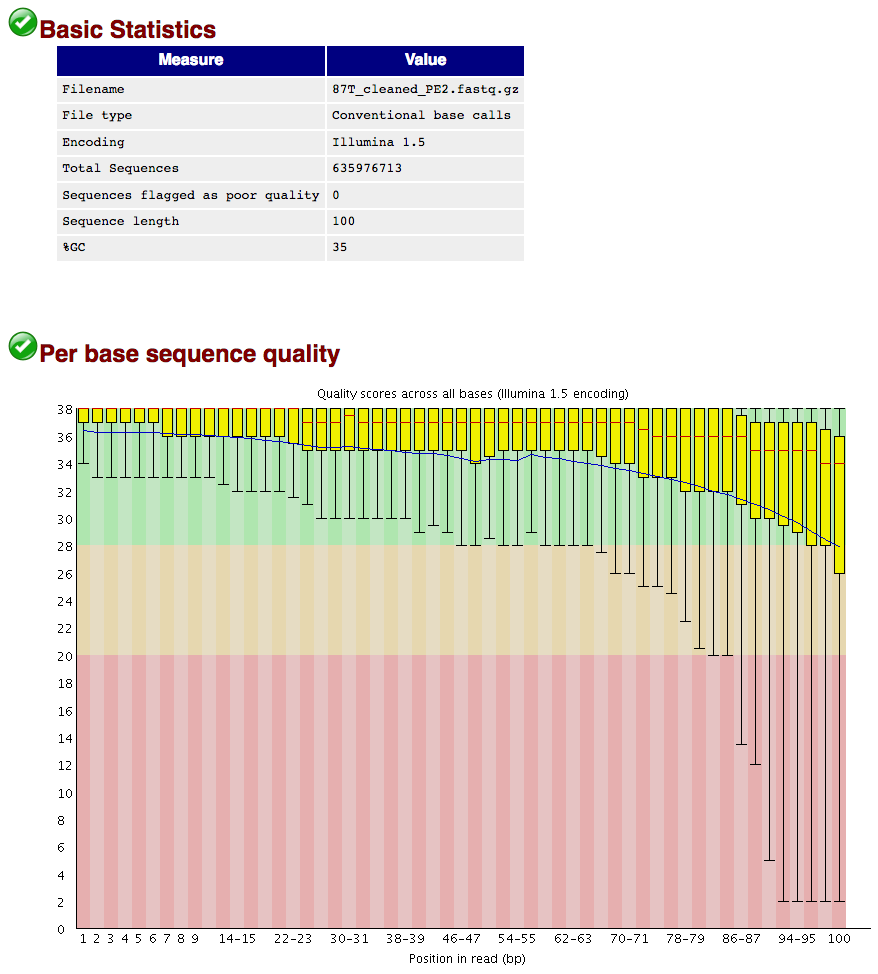 Basic Statistics
Measure Value
Filename 87T_cleaned_PE2.fastq.gz
File type Conventional base calls
Encoding Illumina 1.5
Total Sequences 635976713
Sequences flagged as poor quality 0
Sequence length 100
%GC 35
Per base sequence quality
Quality scores across all bases (Illumina 1.5 encoding)
38
36
34
32
30
28
26
24
22
20
18
16
14
12
10
8
6
4
2
0
1 2 3 4 5 6 7 8 9 14-15 22-23 30-31 38-39 46-47 54-55 62-63 70-71 78-79 86-87 94-95 100
Position in read (bp)